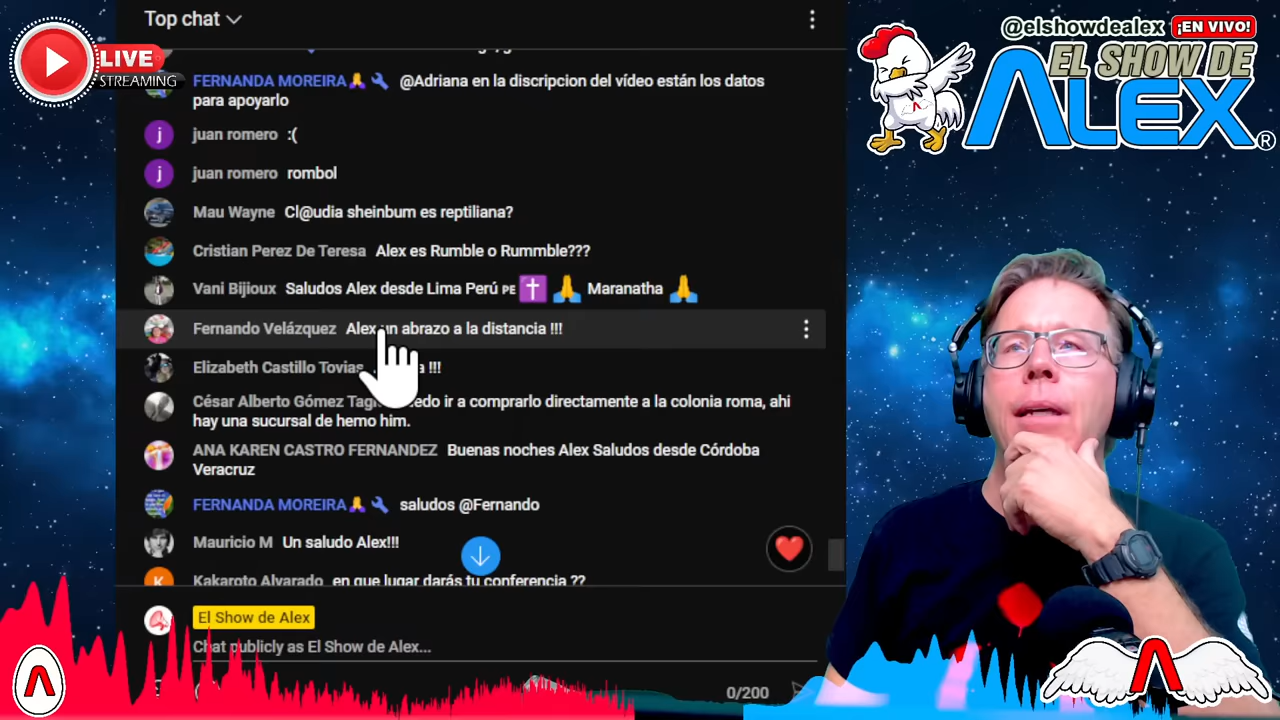 Top chat
LIVE
STREAMING
@elshowdealex ¡EN VIVO!
EL SHOW DE
ALEX®
FERNANDA MOREIRA @Adriana en la discripcion del vídeo están los datos
para apoyarlo
juan romero :(
juan romero rombol
Mau Wayne Cl@udia sheinbum es reptiliana?
Cristian Perez De Teresa Alex es Rumble o Rummble???
Vani Bijioux Saludos Alex desde Lima Perú PE Maranatha
Fernando Velázquez Alex un abrazo a la distancia !!!
Elizabeth Castillo Tovias !!!
César Alberto Gómez ir a comprarlo directamente a la colonia roma, ahi
hay una sucursal de hemo him.
ANA KAREN CASTRO FERNANDEZ Buenas noches Alex Saludos desde Córdoba
Veracruz
FERNANDA MOREIRA saludos @Fernando
Mauricio M Un saludo Alex!!!
Kakaroto Alvarado en que lugar darás tu conferencia ??
El Show de Alex
Chat publicly as El Show de Alex...
0/200